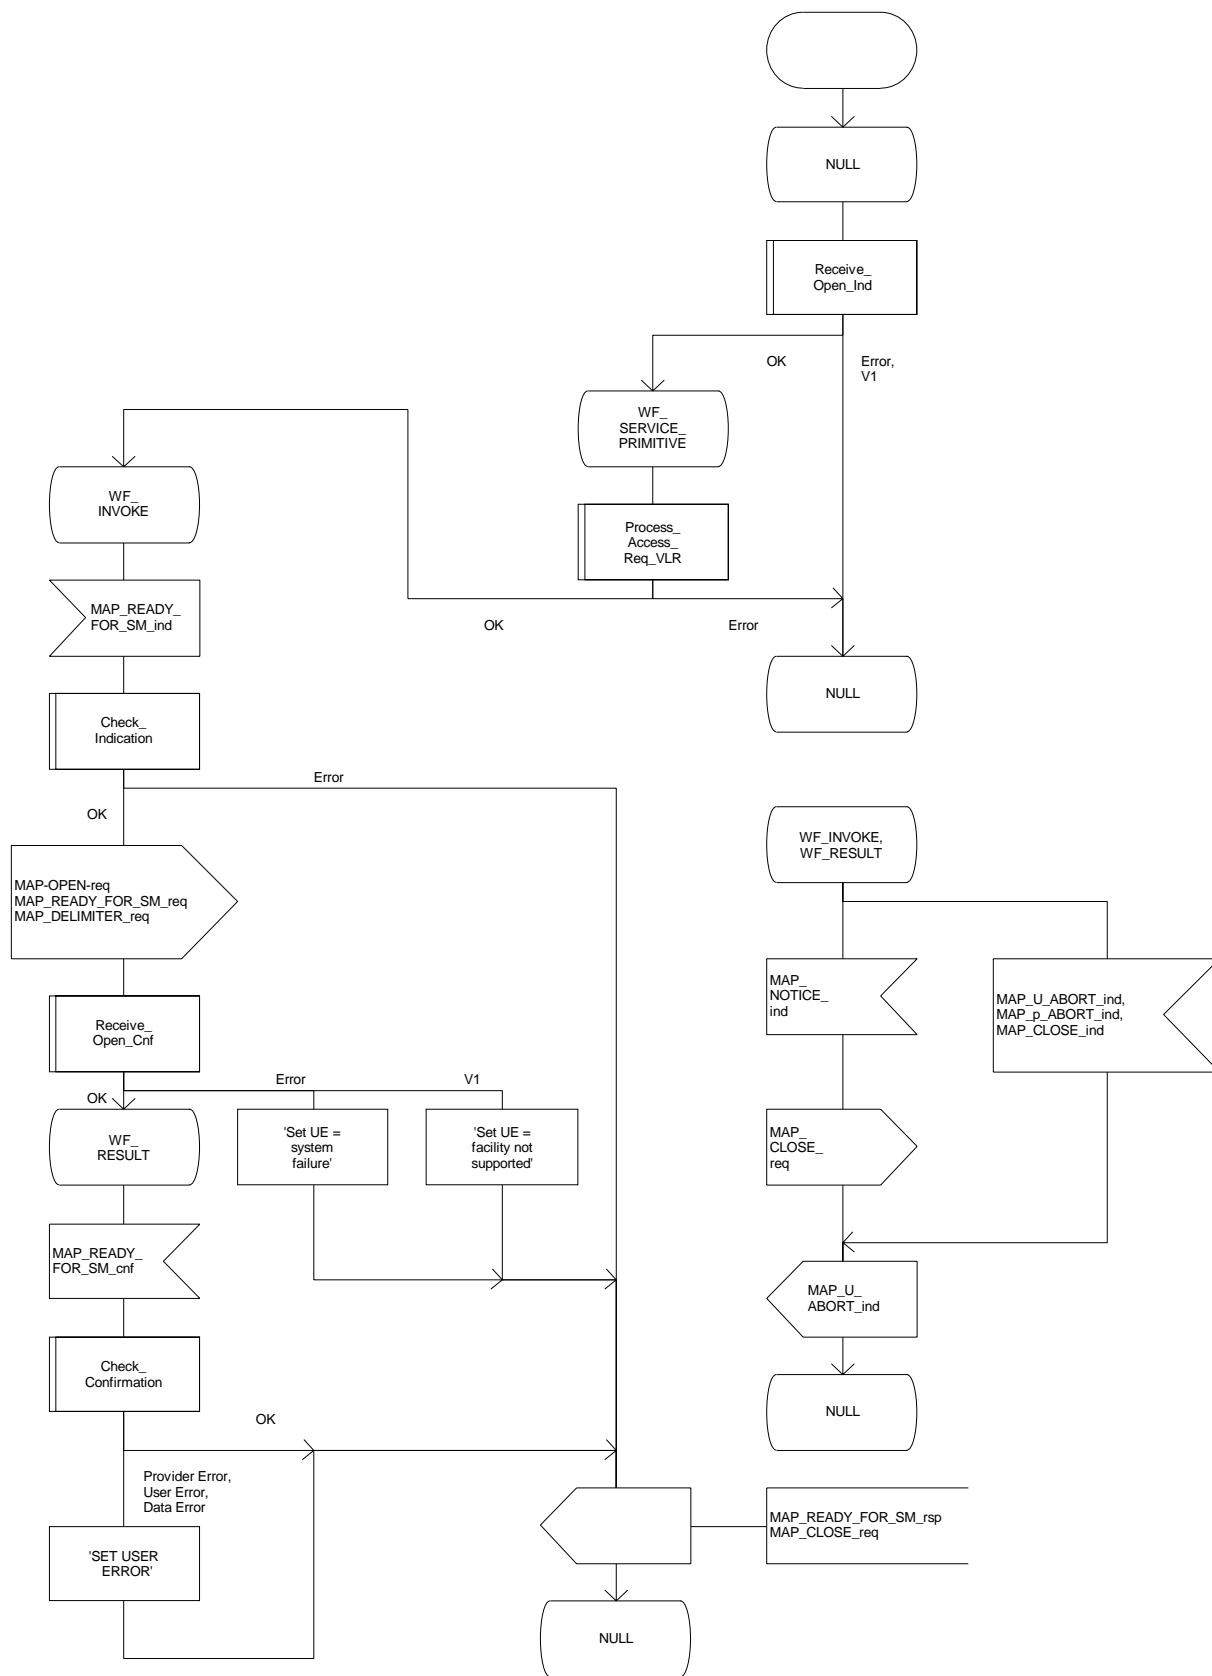 NULL
Receive_
Open_Ind
OK
Error,
V1
WF_
SERVICE_
PRIMITIVE
WF_
INVOKE
Process_
Access_
Req_VLR
MAP_READY_
FOR_SM_ind
OK
Error
NULL
Check_
Indication
Error
OK
WF_INVOKE,
WF_RESULT
MAP-OPEN-req
MAP_READY_FOR_SM_req
MAP_DELIMITER_req
MAP_
NOTICE_
ind
MAP_U_ABORT_ind,
MAP_p_ABORT_ind,
MAP_CLOSE_ind
Receive_
Open_Cnf
Error
V1
OK
WF_
RESULT
'Set UE =
system
failure'
'Set UE =
facility not
supported'
MAP_
CLOSE_
req
MAP_READY_
FOR_SM_cnf
MAP_U_
ABORT_ind
Check_
Confirmation
NULL
OK
Provider Error,
User Error,
Data Error
MAP_READY_FOR_SM_rsp
MAP_CLOSE_req
'SET USER
ERROR'
NULL